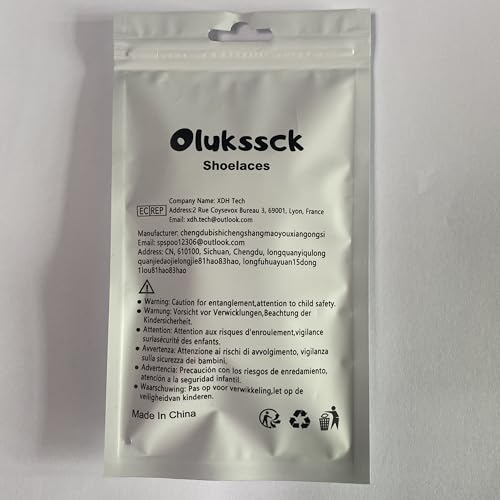 Olukssck
Shoelaces
Company Name: XDH Tech
EC REP Address:2 Rue Coysevox Bureau 3, 69001, Lyon, France
Email: xdh.tech@outlook.com
Manufacturer: chengdubishichengshangmaoyouxiangongsi
Email: spspoo12306@outlook.com
Address: CN, 610100, Sichuan, Chengdu, longquanyiqulong
quanjiedaojielongjie81hao83hao, longfuhuayuan15dong
1lou81hao83hao
Warning: Caution for entanglement,attention to child safety.
Warnung: Vorsicht vor Verwicklungen,Beachtung der
Kindersicherheit.
Attention: Attention aux risques d'enroulement,vigilance
suriasécurité des enfants.
Avvertenza: Attenzione ai rischi di avvolgimento, vigilanza
sulla sicurezza dei bambini.
Advertencia: Precaución con los riesgos de enredamiento,
atencion a la seguridad infantil.
Waarschuwing: Pas op voor verwikkeling,let op de
veiligheidvan kinderen.
Made In China